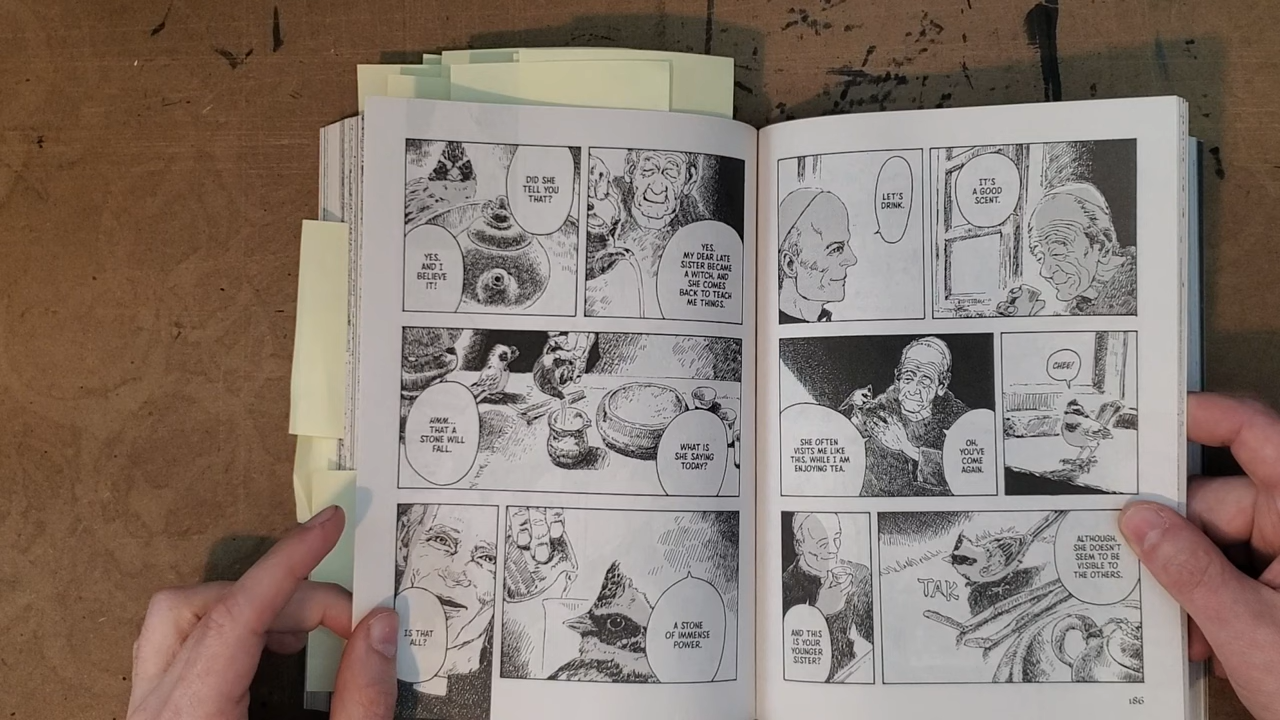 IT'S
A GOOD
SCENT.
LET'S
DRINK.
CHEE!
OH,
YOU'VE
COME
AGAIN.
SHE OFTEN
VISITS ME LIKE
THIS, WHILE I AM
ENJOYING TEA.
ALTHOUGH,
SHE DOESN'T
SEEM TO BE
VISIBLE TO
THE OTHERS.
TAK
AND THIS
IS YOUR
YOUNGER
SISTER?
186
YES.
MY DEAR LATE
SISTER BECAME
A WITCH, AND
SHE COMES
BACK TO TEACH
ME THINGS.
DID SHE
TELL YOU
THAT?
YES.
AND I
BELIEVE
IT!
WHAT IS
SHE SAYING
TODAY?
HMM...
THAT A
STONE WILL
FALL.
A STONE
OF IMMENSE
POWER.
IS THAT
ALL?